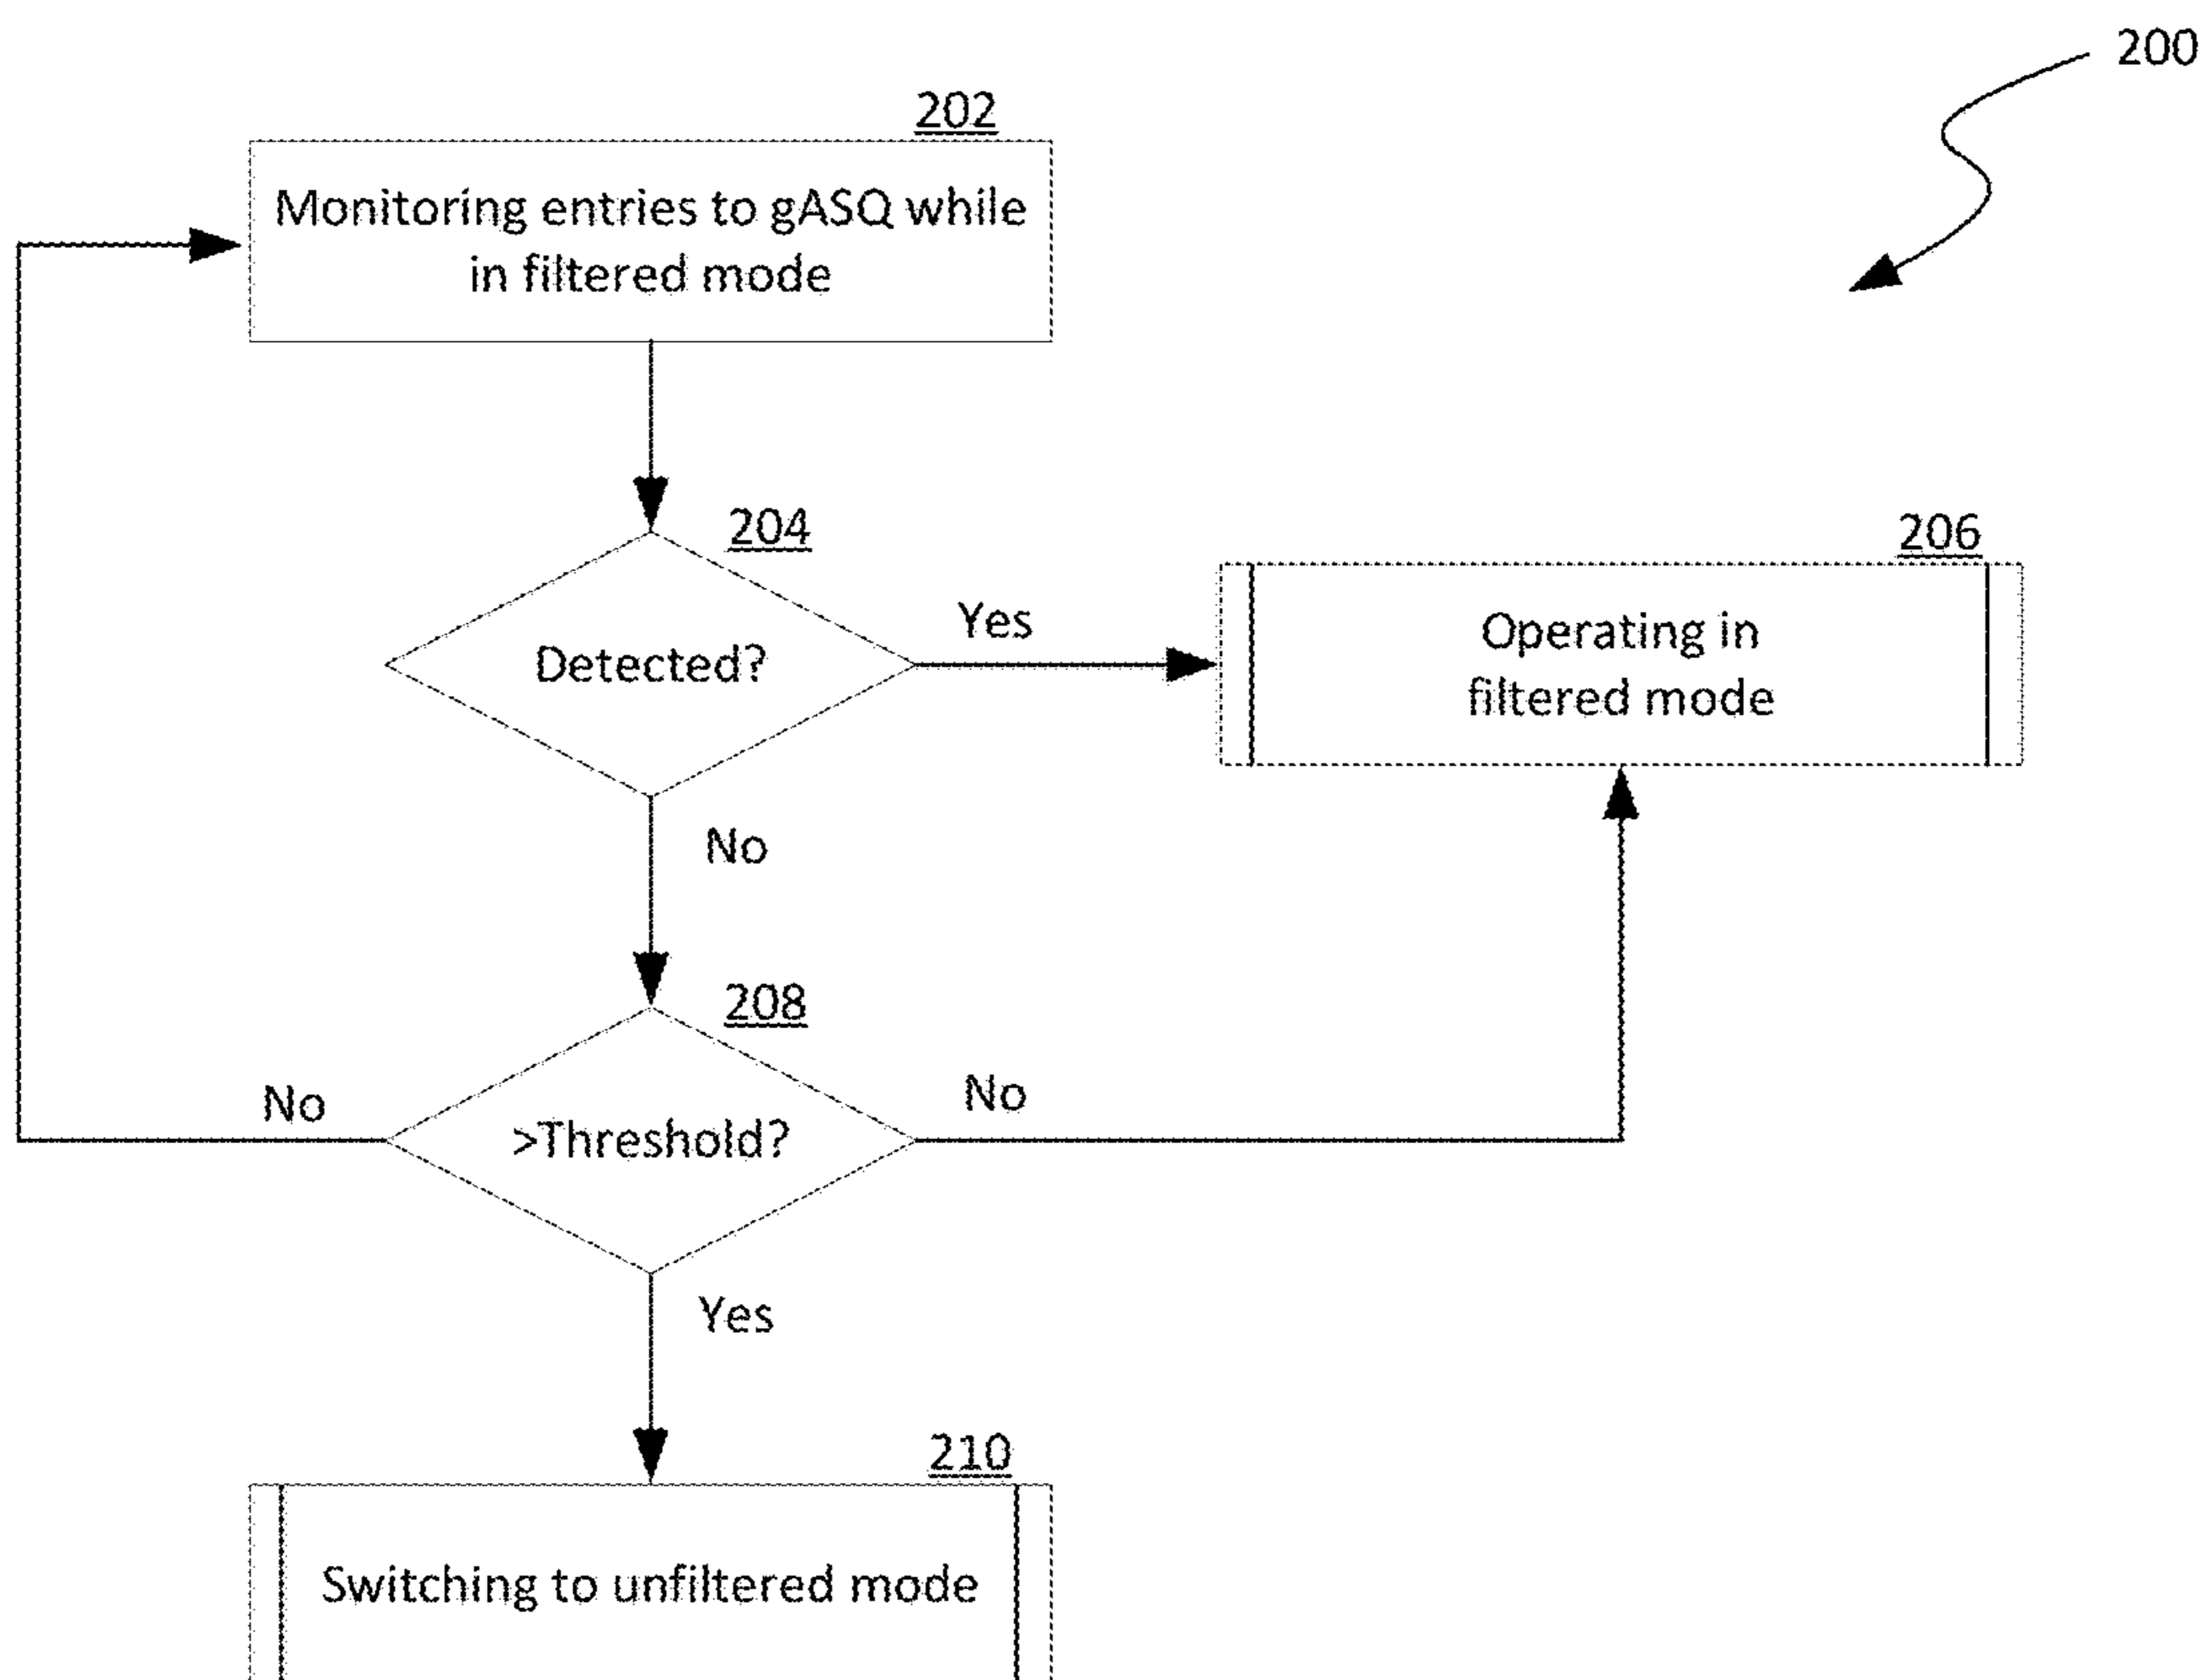 200
202
Monitoring entries to gASQ while
in filtered mode
204
Detected?
Yes
206
Operating in
filtered mode
No
208
>Threshold?
No
No
Yes
210
Switching to unfiltered mode